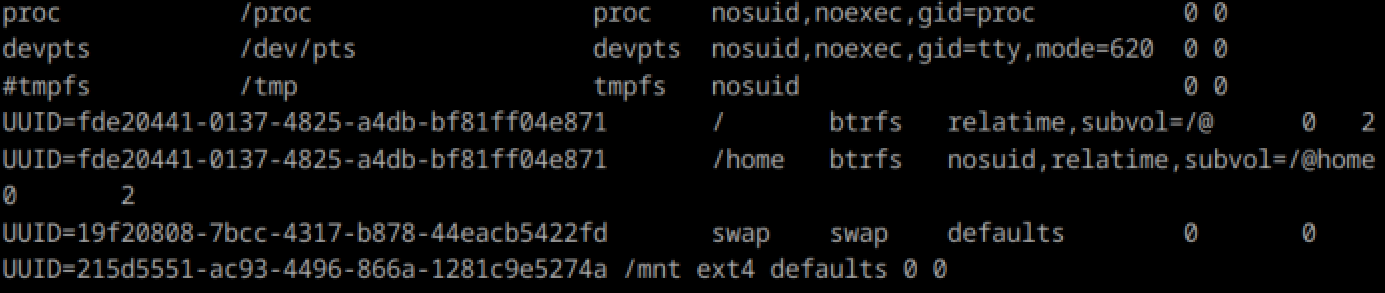 proc            /proc                   proc    nosuid,noexec,gid=proc          0 0
devpts          /dev/pts                devpts  nosuid,noexec,gid=tty,mode=620  0 0
#tmpfs          /tmp                    tmpfs   nosuid                          0 0
UUID=fde20441-0137-4825-a4db-bf81ff04e871       /       btrfs   relatime,subvol=/@      0   2
UUID=fde20441-0137-4825-a4db-bf81ff04e871       /home   btrfs   nosuid,relatime,subvol=/@home
0       2
UUID=19f20808-7bcc-4317-b878-44eacb5422fd       swap    swap    defaults        0       0
UUID=215d5551-ac93-4496-866a-1281c9e5274a /mnt ext4 defaults 0 0